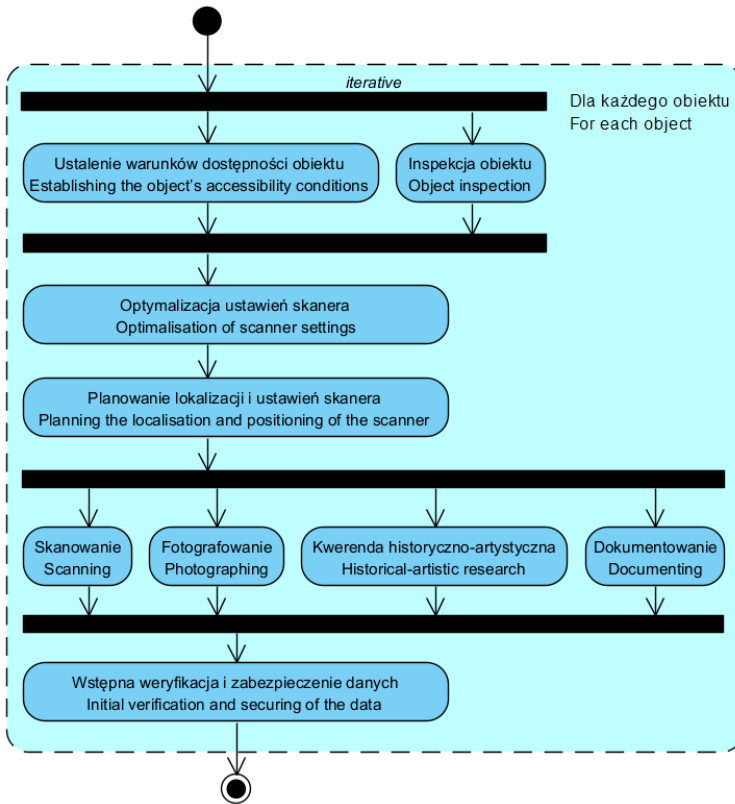 iterative
Dla każdego obiektu
For each object
Ustalenie warunków dostępności obiektu
Establishing the object's accessibility conditions
Inspekcja obiektu
Object inspection
Optymalizacja ustawień skanera
Optimalisation of scanner settings
Planowanie lokalizacji i ustawień skanera
Planning the localisation and positioning of the scanner
Skanowanie
Scanning
Fotografowanie
Photographing
Kwerenda historyczno-artystyczna
Historical-artistic research
Dokumentowanie
Documenting
Wstępna weryfikacja i zabezpieczenie danych
Initial verification and securing of the data